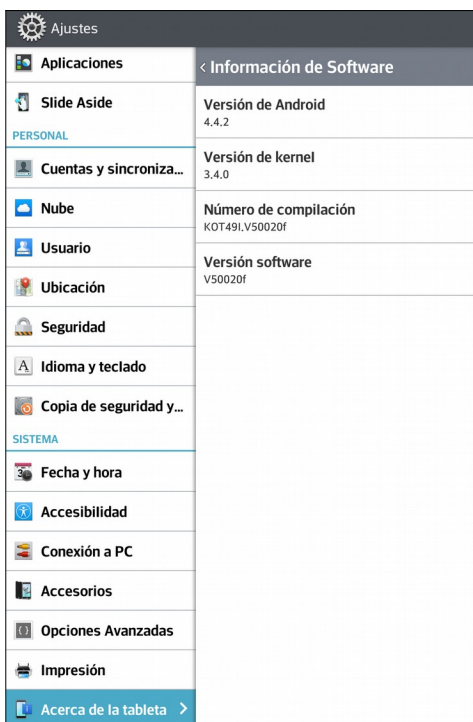 Ajustes
Aplicaciones
Slide Aside
PERSONAL
Cuentas y sincroniza...
Nube
Usuario
Ubicación
Seguridad
A Idioma y teclado
Copia de seguridad y...
SISTEMA
Fecha y hora
Accesibilidad
Conexión a PC
Accesorios
Opciones Avanzadas
Impresión
Acerca de la tableta >
< Información de Software
Versión de Android
4.4.2
Versión de kernel
3.4.0
Número de compilación
KOT49I.V50020f
Versión software
V50020f